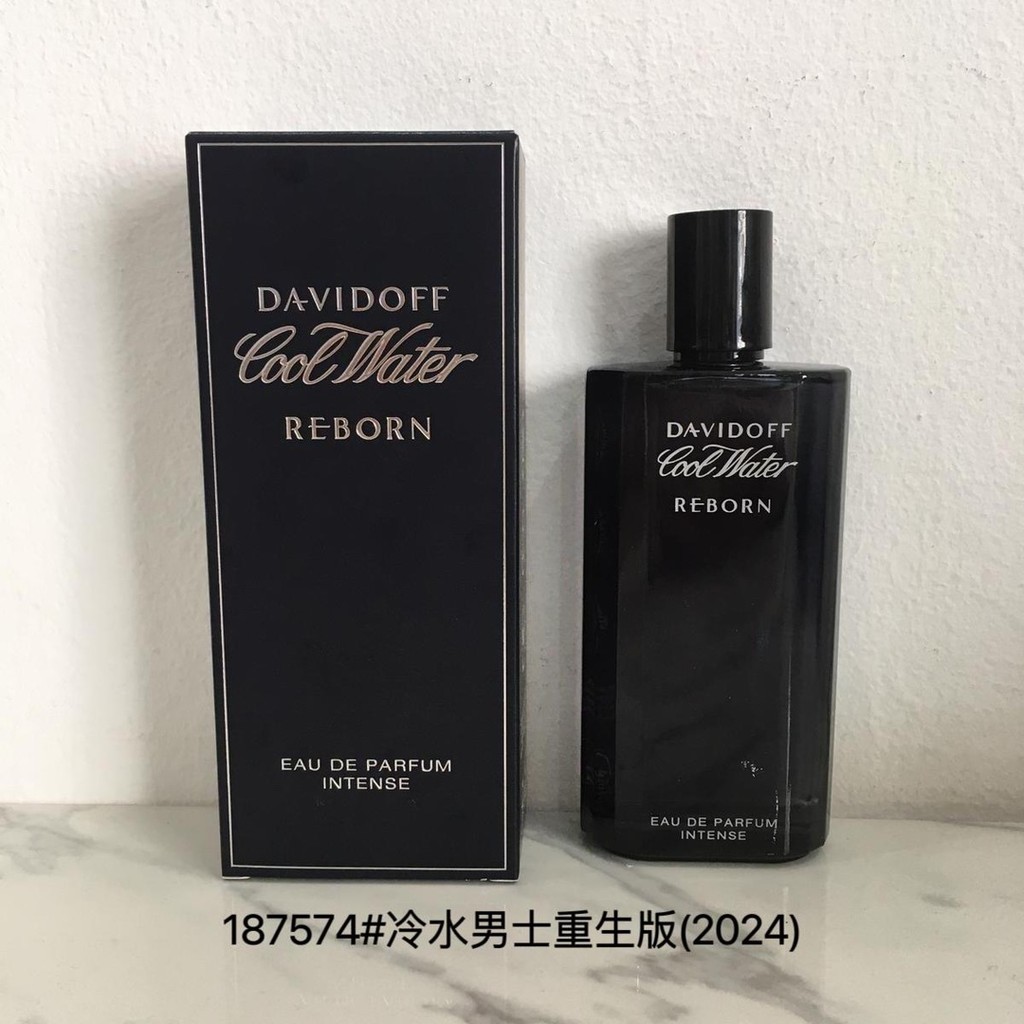 DAVIDOFF
Cool Water
REBORN
EAU DE PARFUM
INTENSE
DAVIDOFF
Cool Water
REBORN
EAU DE PARFUM
INTENSE
187574#冷水男士重生版(2024)